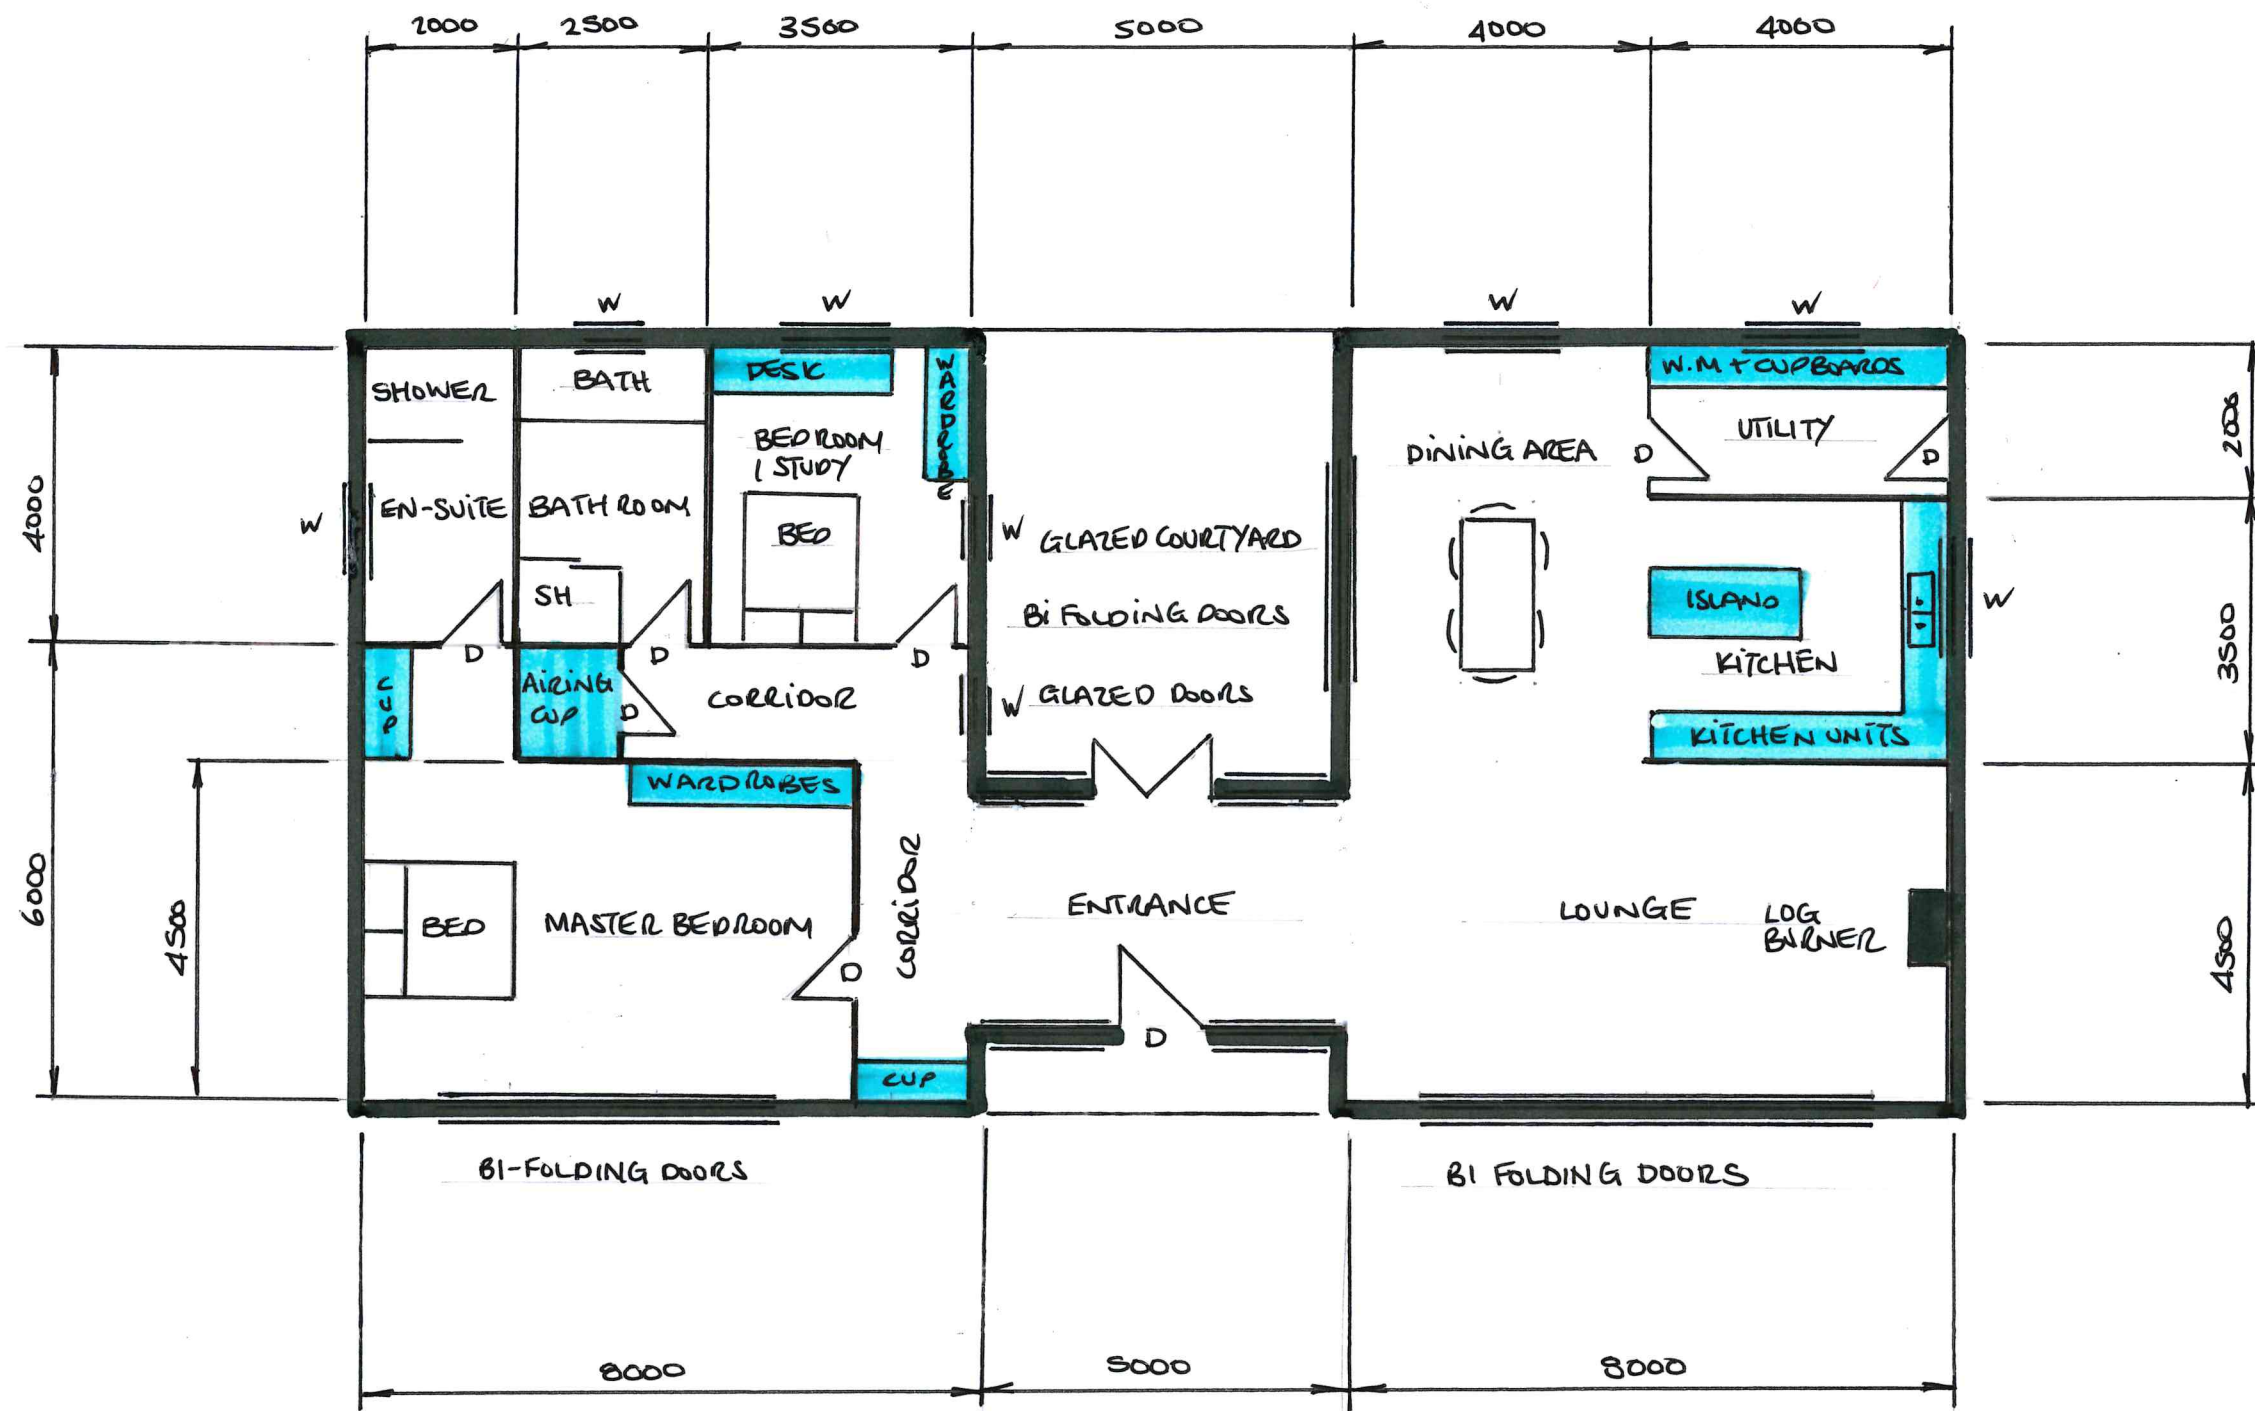 2000 2500 3500 5000 4000 4000
W W W W
SHOWER
BATH
DESK
WARDROBE
W.M + CUPBOARDS
2000
BEDROOM
/ STUDY
DINING AREA
D
UTILITY
D
4000
W
EN-SUITE
BATHROOM
BED
W
GLAZED COURTYARD
SH
ISLAND
W
BI FOLDING DOORS
D
D
D
KITCHEN
3500
CUP
AIRING
CUP
D
CORRIDOR
W
GLAZED DOORS
KITCHEN UNITS
WARDROBES
6000
4500
BED
MASTER BEDROOM
D
CORRIDOR
ENTRANCE
LOUNGE
LOG
BURNER
4500
D
CUP
BI-FOLDING DOORS
BI FOLDING DOORS
8000 5000 8000